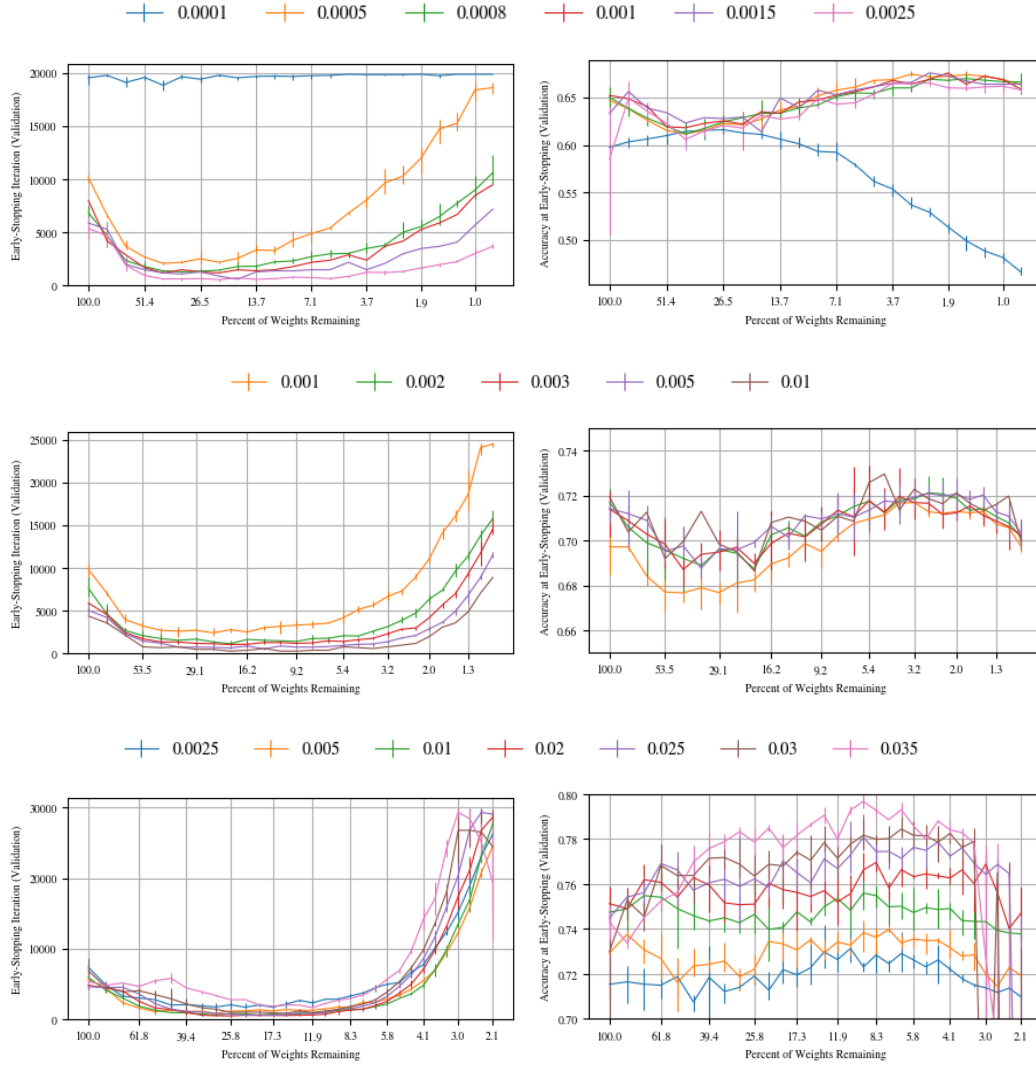 0.0001 0.0005 0.0008 0.001 0.0015 0.0025
Early-Stopping Iteration (Validation)
20000
15000
10000
5000
0
100.0 51.4 26.5 13.7 7.1 3.7 1.9 1.0
Percent of Weights Remaining
Accuracy at Early-Stopping (Validation)
0.65
0.60
0.55
0.50
100.0 51.4 26.5 13.7 7.1 3.7 1.9 1.0
Percent of Weights Remaining
0.001 0.002 0.003 0.005 0.01
Early-Stopping Iteration (Validation)
25000
20000
15000
10000
5000
0
100.0 53.5 29.1 16.2 9.2 5.4 3.2 2.0 1.3
Percent of Weights Remaining
Accuracy at Early-Stopping (Validation)
0.74
0.72
0.70
0.68
0.66
100.0 53.5 29.1 16.2 9.2 5.4 3.2 2.0 1.3
Percent of Weights Remaining
0.0025 0.005 0.01 0.02 0.025 0.03 0.035
Early-Stopping Iteration (Validation)
30000
20000
10000
0
100.0 61.8 39.4 25.8 17.3 11.9 8.3 5.8 4.1 3.0 2.1
Percent of Weights Remaining
Accuracy at Early-Stopping (Validation)
0.80
0.78
0.76
0.74
0.72
0.70
100.0 61.8 39.4 25.8 17.3 11.9 8.3 5.8 4.1 3.0 2.1
Percent of Weights Remaining